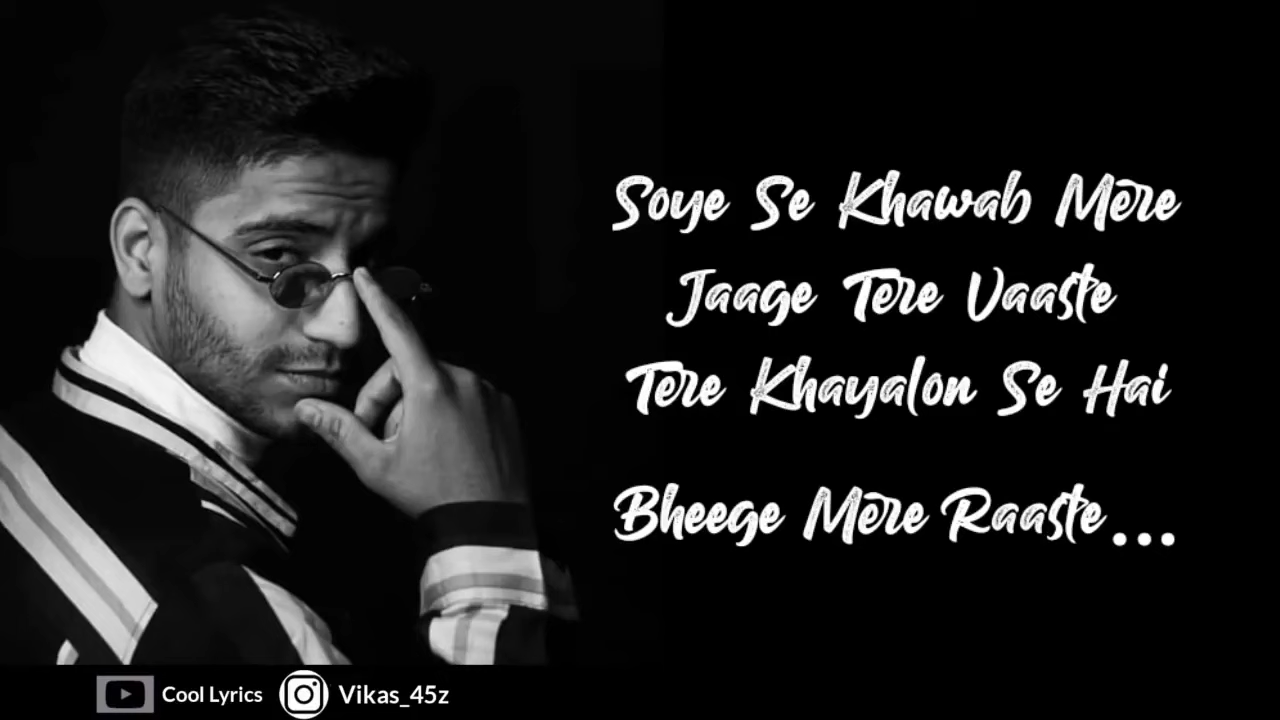 Soye Se Khawab Mere
Jaage Tere Vaaste
Tere Khayalon Se Hai
Bheege Mere Raaste...
Cool Lyrics Vikas_45z